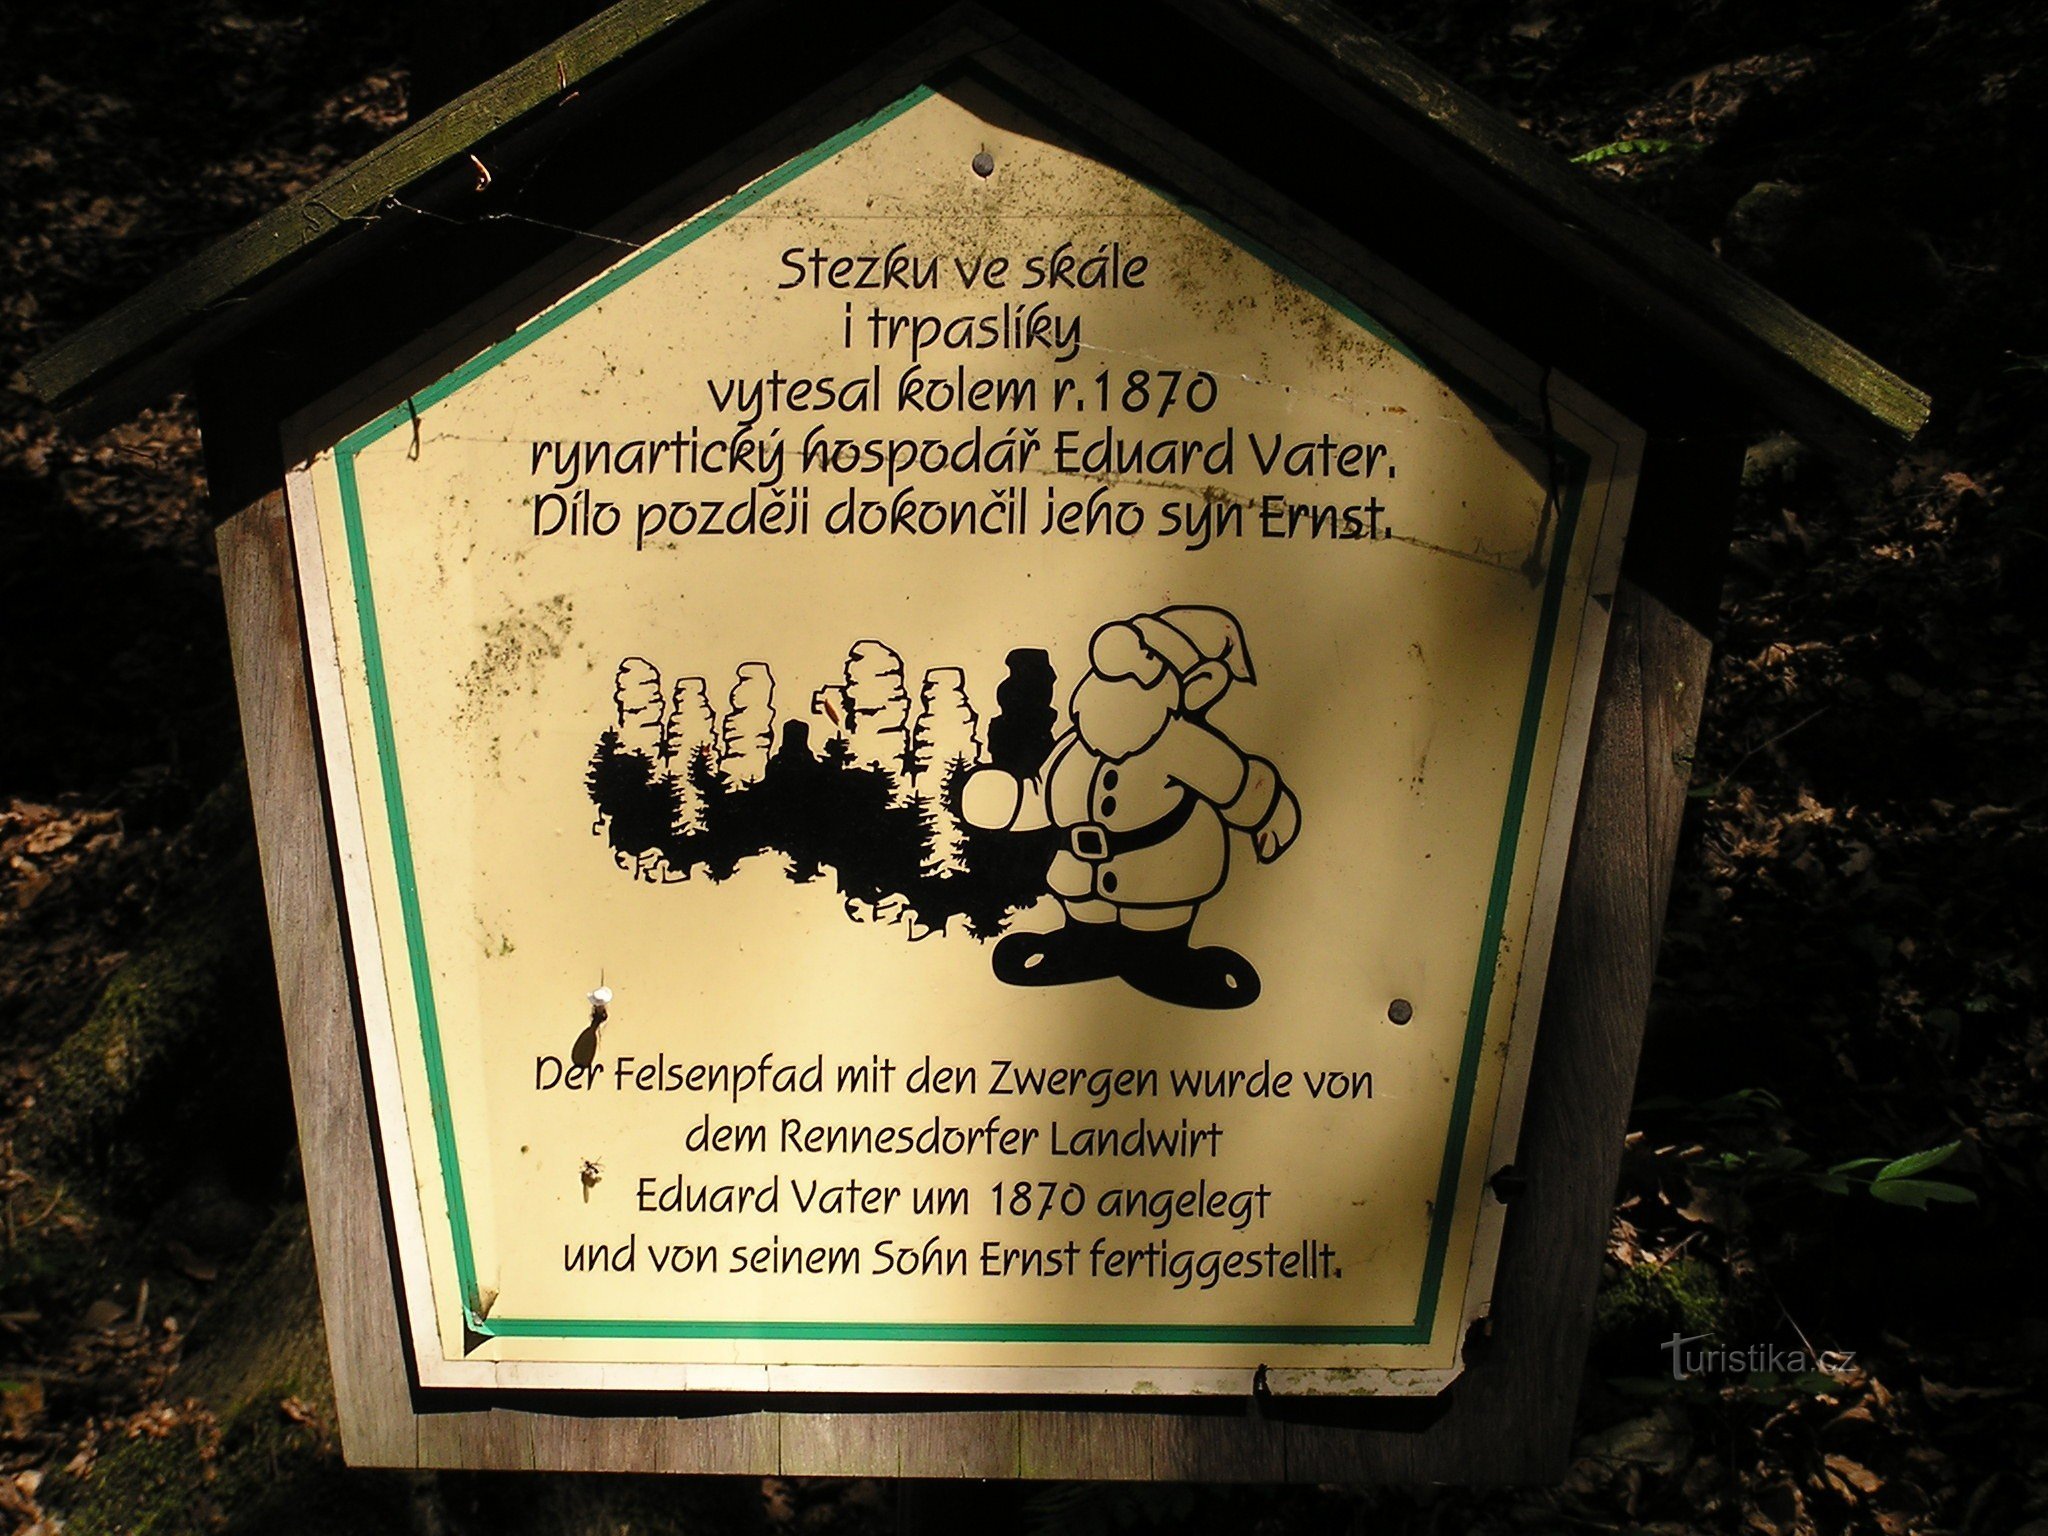 Stezku ve skále
i trpaslíky
vytesal kolem r.1870
rynartický hospodář Eduard Vater.
Dílo později dokončil jeho syn Ernst.
Der Felsenpfad mit den Zwergen wurde von
dem Rennesdorfer Landwirt
Eduard Vater um 1870 angelegt
und von seinem Sohn Ernst fertiggestellt.
Turistika.cz